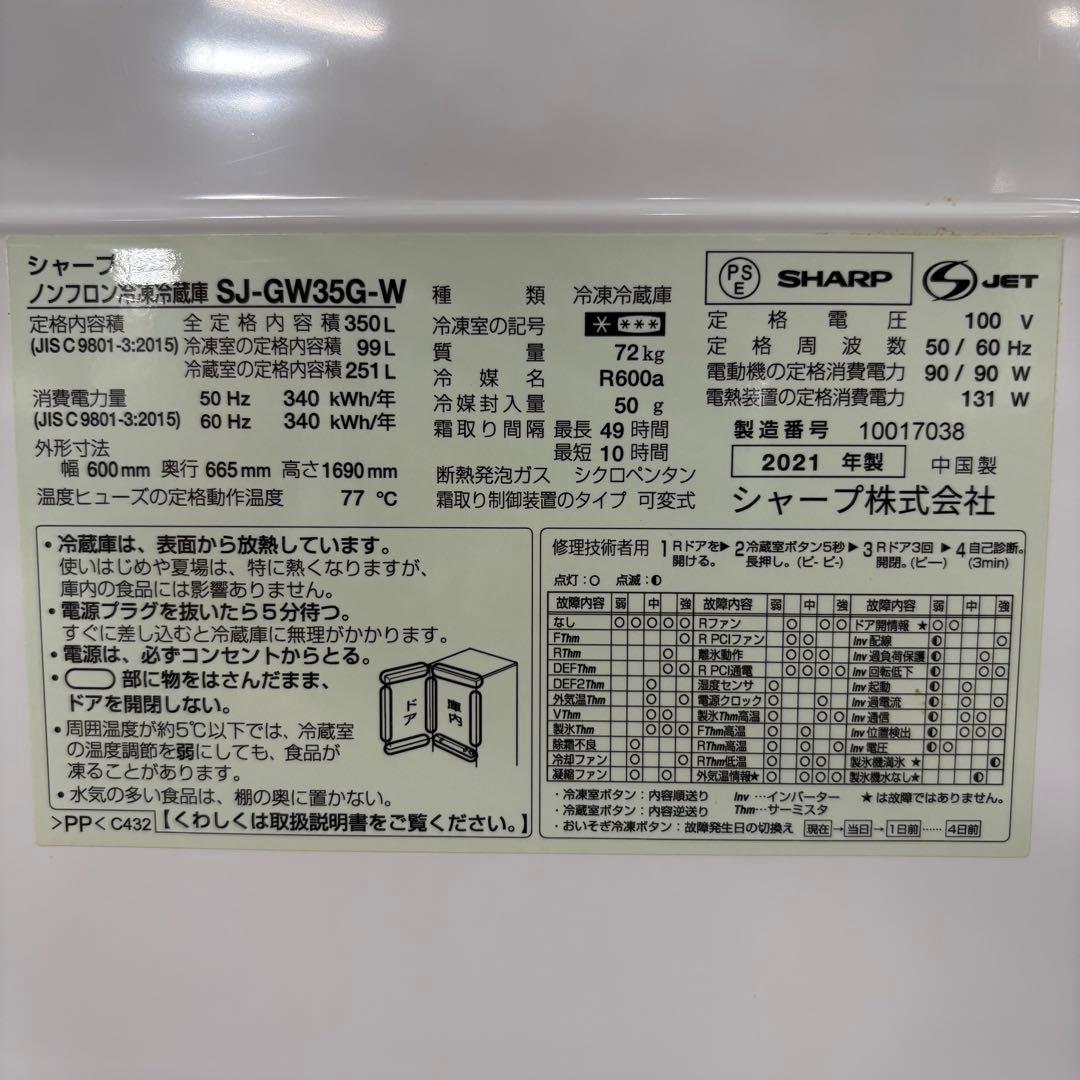 シャープ
ノンフロン冷凍冷蔵庫 SJ-GW35G-W
定格内容積 全定格内容積 350 L
(JIS C 9801-3:2015) 冷凍室の定格内容積 99 L
冷蔵室の定格内容積 251 L
消費電力量 50 Hz 340 kWh/年
(JIS C 9801-3:2015) 60 Hz 340 kWh/年
外形寸法
幅 600 mm 奥行 665 mm 高さ 1690 mm
温度ヒューズの定格動作温度 77 ℃
種類 冷凍冷蔵庫
冷凍室の記号 * ***
質量 72 kg
冷媒名 R600a
冷媒封入量 50 g
霜取り間隔 最長 49 時間
最短 10 時間
断熱発泡ガス シクロペンタン
霜取り制御装置のタイプ 可変式
PSE SHARP JET
定格電圧 100 V
定格周波数 50 / 60 Hz
電動機の定格消費電力 90 / 90 W
電熱装置の定格消費電力 131 W
製造番号 10017038
2021 年製 中国製
シャープ株式会社
・冷蔵庫は、表面から放熱しています。
使いはじめや夏場は、特に熱くなりますが、
庫内の食品には影響ありません。
・電源プラグを抜いたら5分待つ。
すぐに差し込むと冷蔵庫に無理がかかります。
・電源は、必ずコンセントからとる。
・部に物をはさんだまま、
ドアを開閉しない。
ドア 庫内
・周囲温度が約5℃以下では、冷蔵室
の温度調節を弱にしても、食品が
凍ることがあります。
・水気の多い食品は、棚の奥に置かない。
>PP< C432 【くわしくは取扱説明書をご覧ください。】
修理技術者用 1 Rドアを開ける。 ▶ 2 冷蔵室ボタン5秒長押し。(ピー ピー) ▶ 3 Rドア3回開閉。(ピー) ▶ 4 自己診断。(3min)
点灯:○ 点滅:◐
故障内容 弱 中 強 故障内容 弱 中 強 故障内容 弱 中 強
なし ○ ○ ○ ○ ○ Rファン ○ ○ ○ ドア開情報 ★ ○ ○
FThm ○ R PCIファン ○ ○ Inv 配線 ◐ ○
RThm ○ 離氷動作 ○ ○ ○ Inv 過負荷保護 ◐ ○
DEFThm ○ ○ R PCI通電 ○ ○ ○ ○ Inv 回転低下 ◐ ○ ○
DEF2Thm ○ 湿度センサ ○ Inv 起動 ◐ ○
外気温Thm ○ ○ 電源クロック ○ ○ Inv 過電流 ◐ ○ ○
VThm ○ ○ 製氷Thm高温 ○ ○ ○ Inv 通信 ◐ ○ ○
製氷Thm ○ ○ ○ FThm高温 ○ ○ Inv 位置検出 ◐ ○ ○ ○
除霜不良 ○ RThm高温 ○ ○ ○ Inv 電圧 ◐ ○
冷却ファン ○ ○ RThm低温 ○ ○ ○ 製氷機満氷 ★ ◐
凝縮ファン ○ ○ 外気温情報★ ○ ○ ○ ○ 製氷機水なし★ ◐
・冷凍室ボタン:内容順送り Inv …インバーター ★は故障ではありません。
・冷蔵室ボタン:内容逆送り Thm…サーミスタ
・おいそぎ冷凍ボタン:故障発生日の切換え 現在 → 当日 → 1日前 …… 4日前